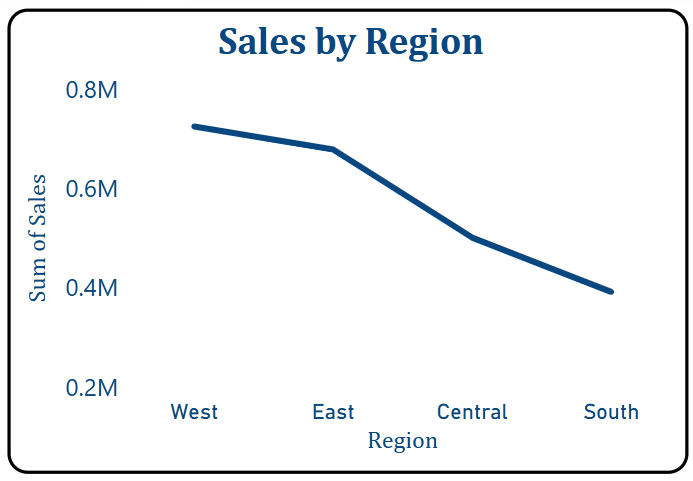 Sales by Region
0.8M
0.6M
0.4M
0.2M
Sum of Sales
West East Central South
Region